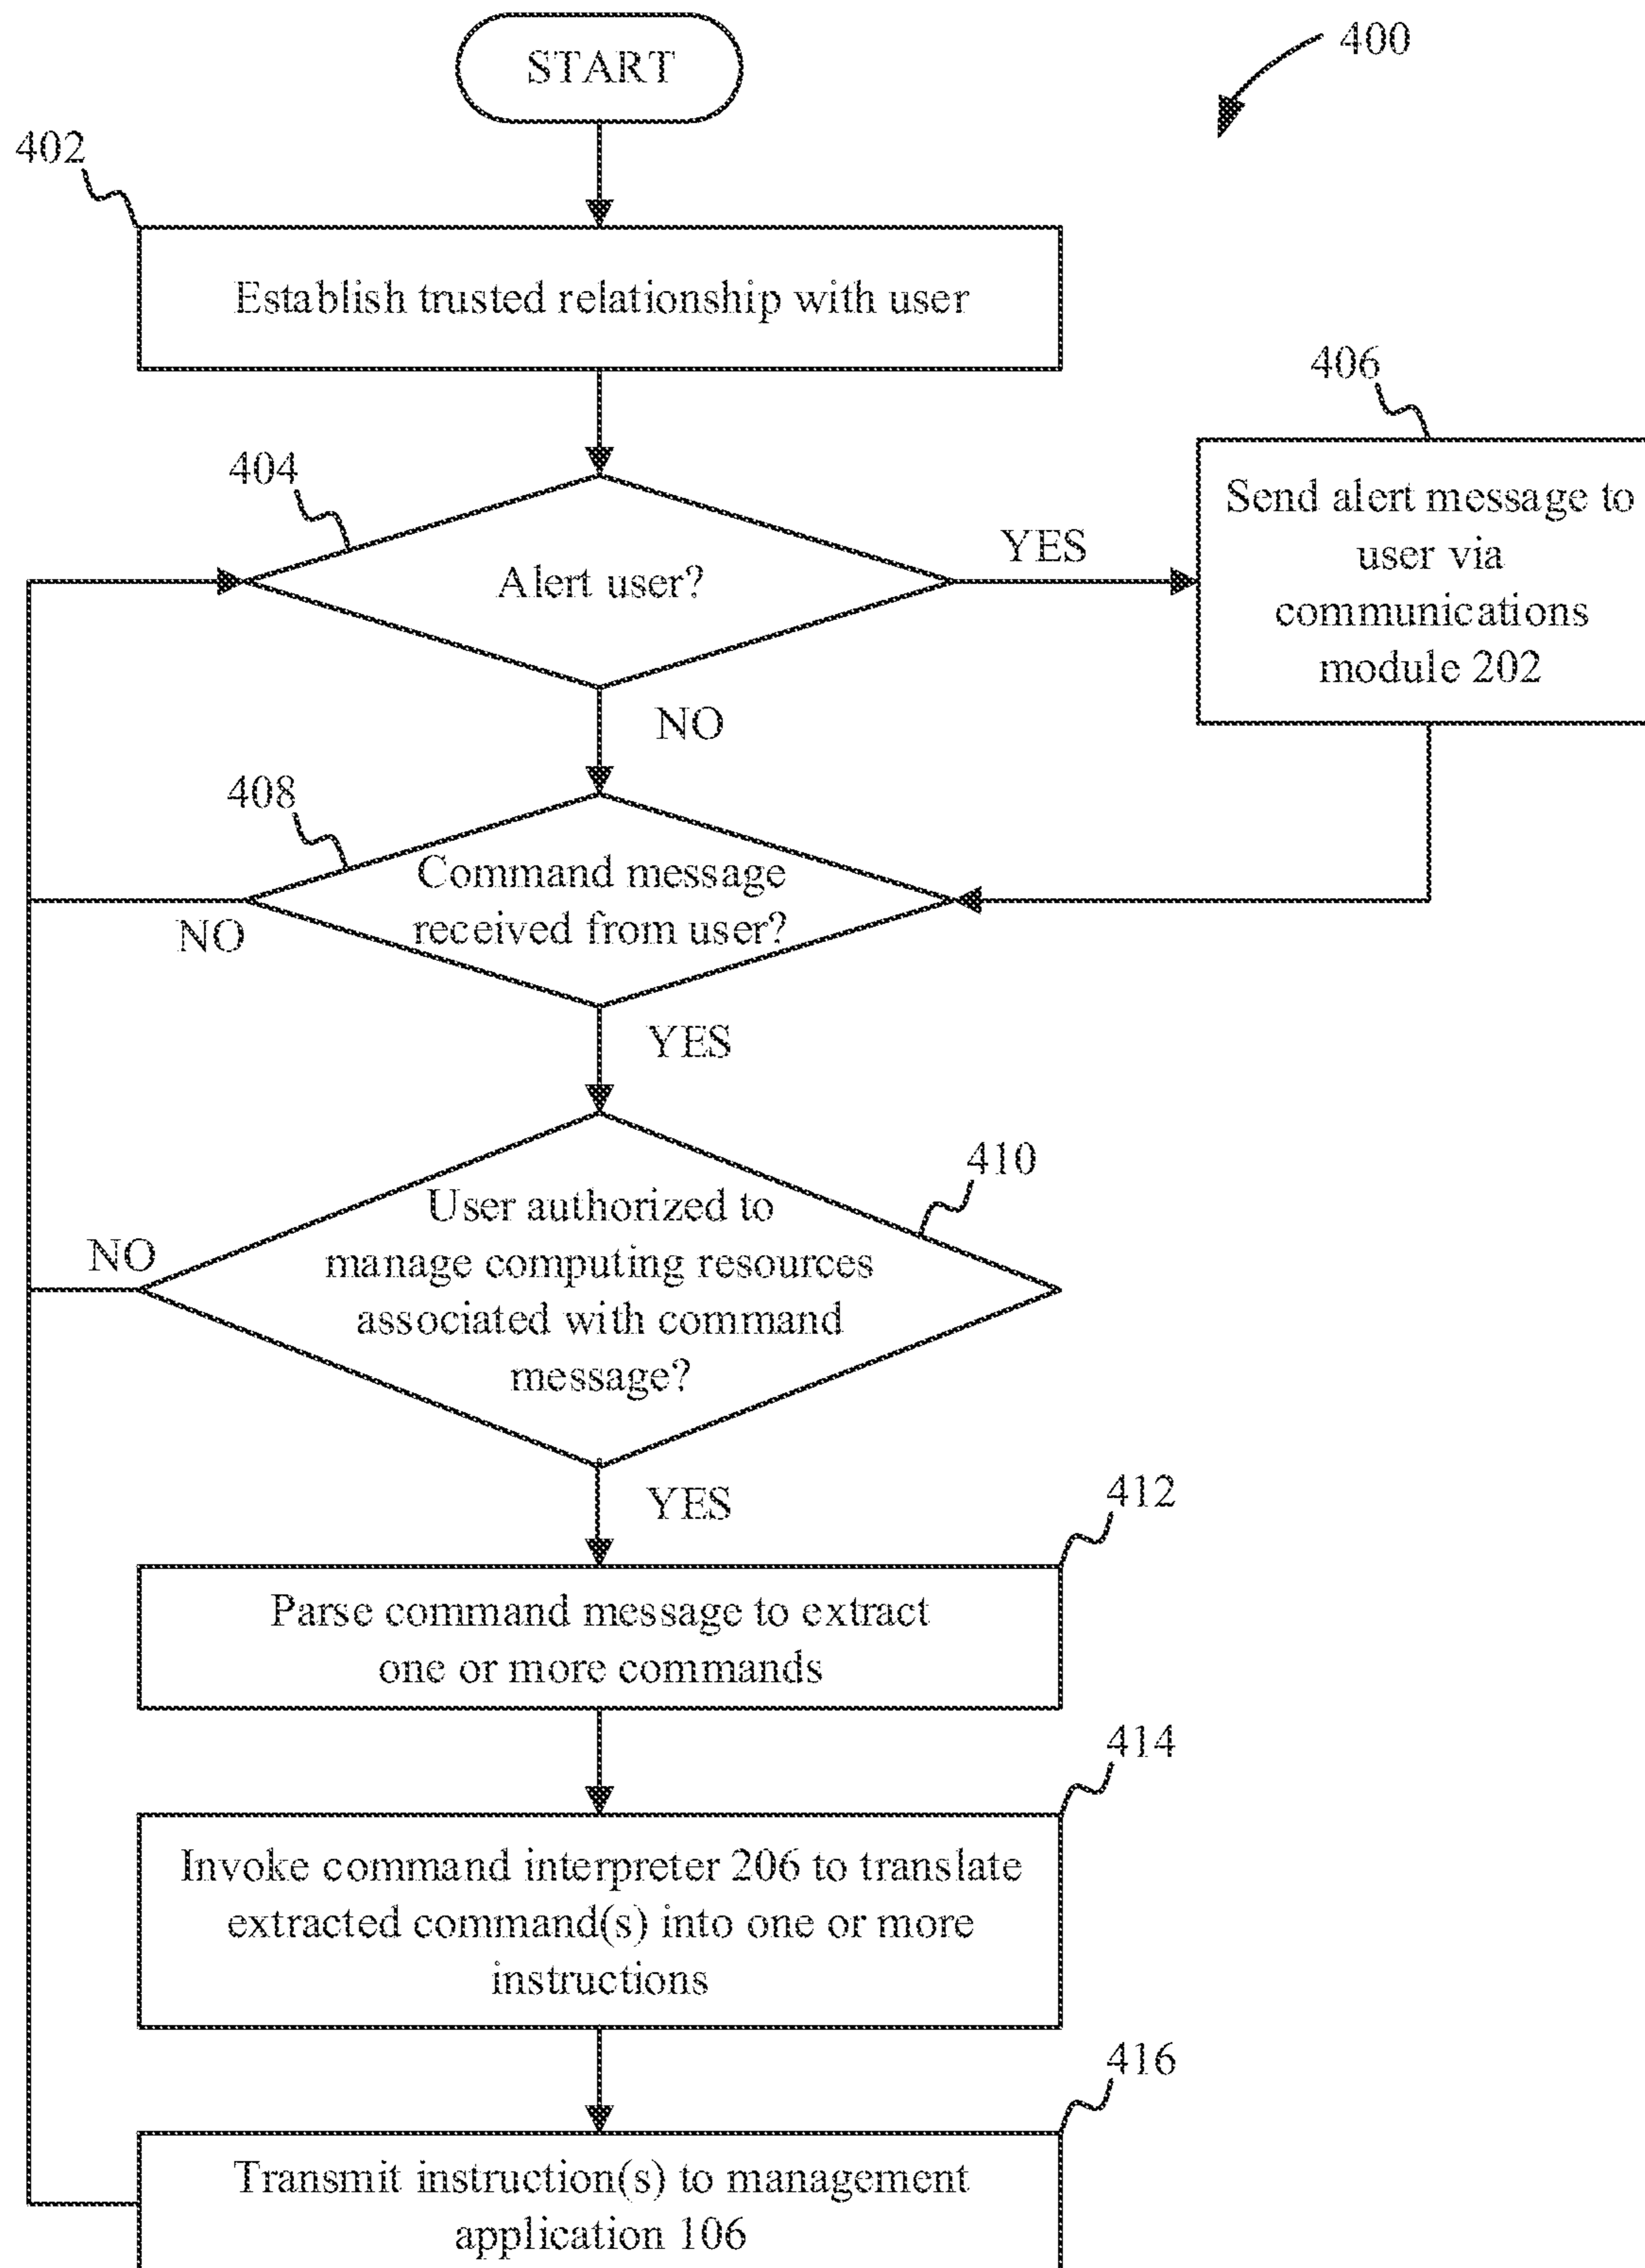 START
400
402
Establish trusted relationship with user
406
404
Send alert message to
user via
communications
module 202
YES
Alert user?
NO
408
Command message
received from user?
NO
YES
410
User authorized to
manage computing resources
associated with command
message?
NO
YES
412
Parse command message to extract
one or more commands
414
Invoke command interpreter 206 to translate
extracted command(s) into one or more
instructions
416
Transmit instruction(s) to management
application 106